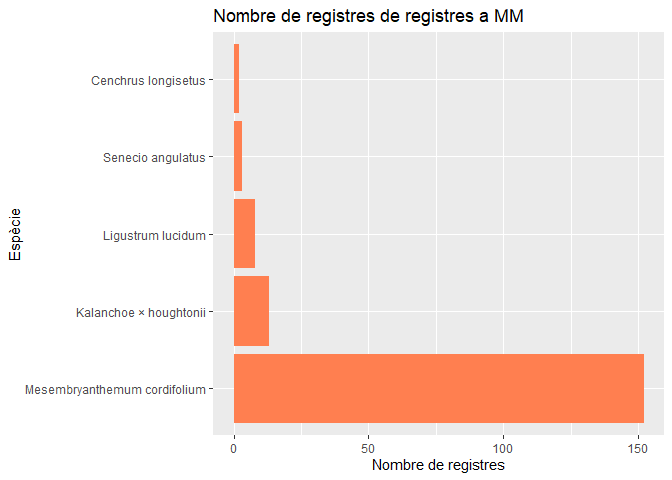 Nombre de registres de registres a MM
Espècie
Cenchrus longisetus
Senecio angulatus
Ligustrum lucidum
Kalanchoe × houghtonii
Mesembryanthemum cordifolium
0 50 100 150
Nombre de registres